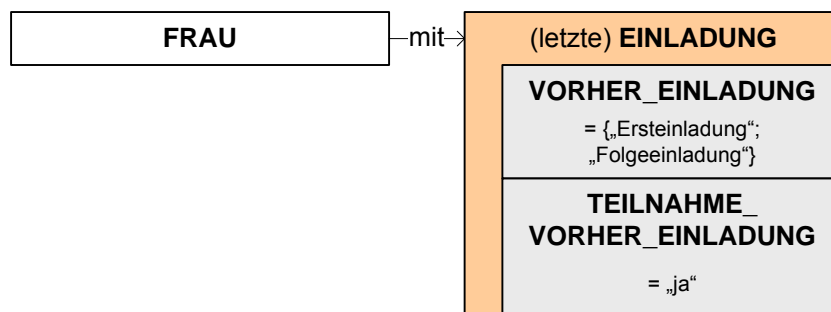 FRAU
mit
(letzte) EINLADUNG
VORHER_EINLADUNG
= {„Ersteinladung“;
„Folgeeinladung“}
TEILNAHME_
VORHER_EINLADUNG
= „ja“